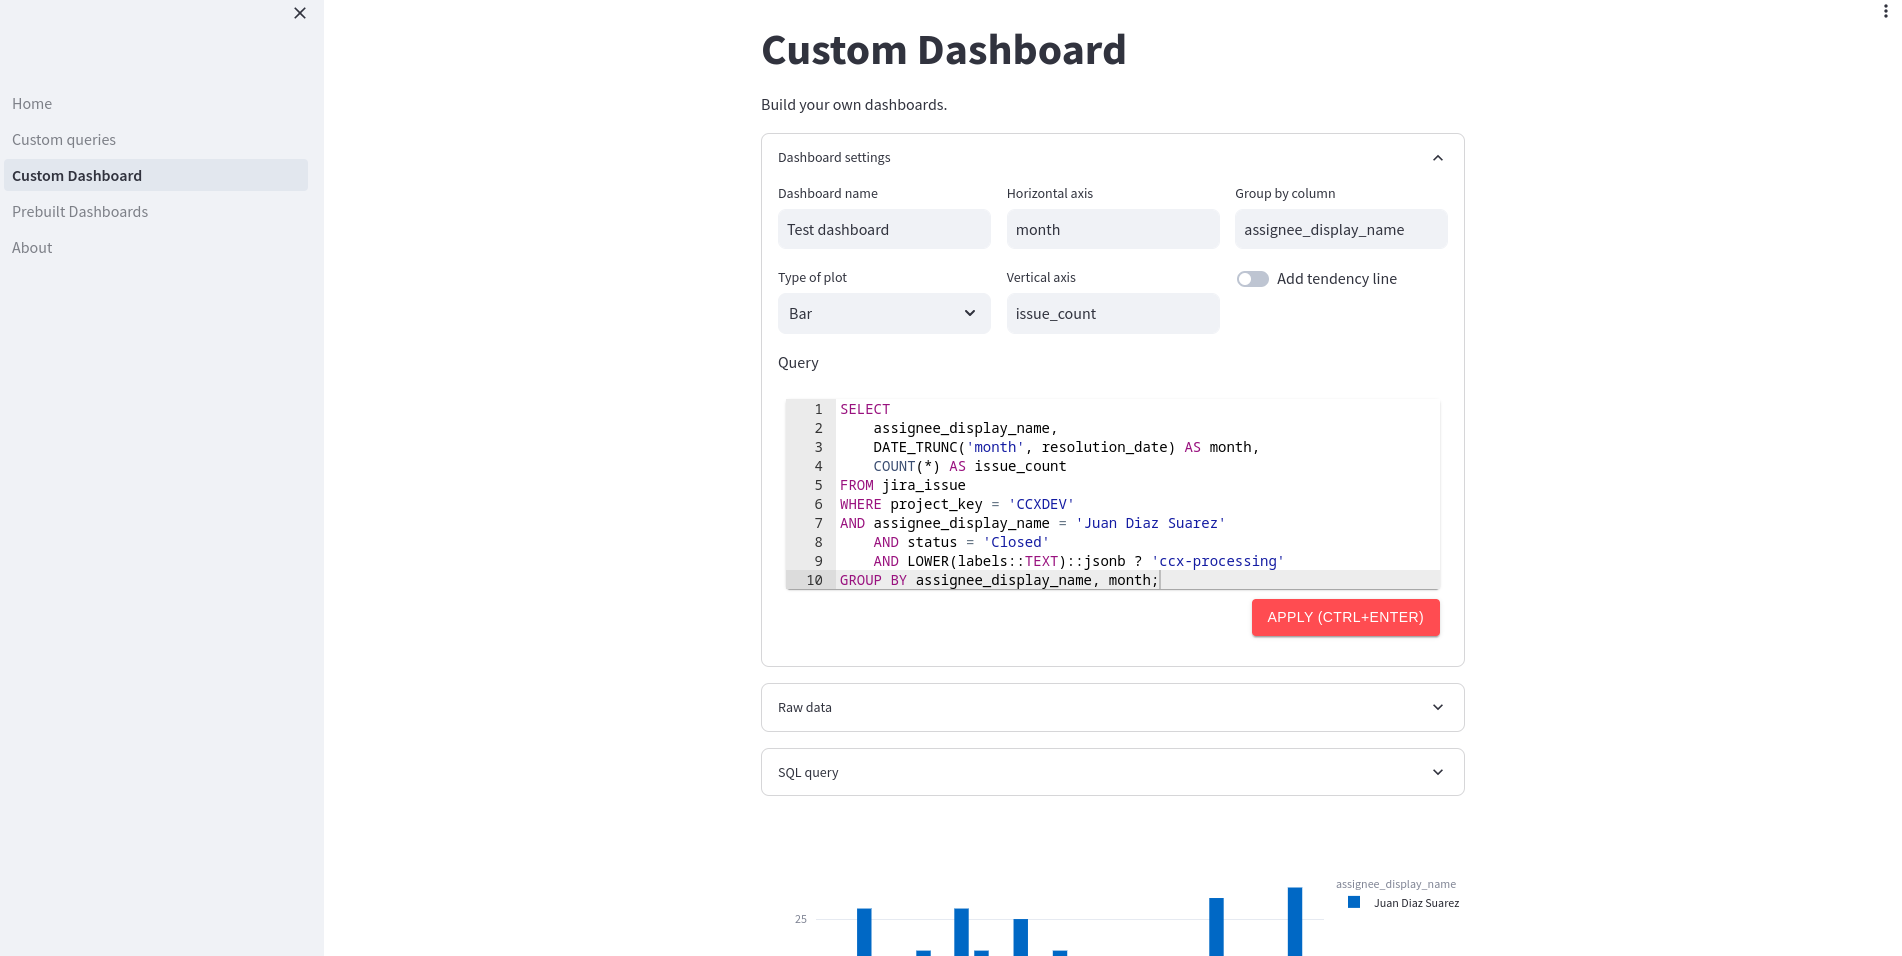 Home
Custom queries
Custom Dashboard
Prebuilt Dashboards
About
Custom Dashboard
Build your own dashboards.
Dashboard settings
Dashboard name
Horizontal axis
Group by column
Test dashboard
month
assignee_display_name
Type of plot
Vertical axis
Add tendency line
Bar
issue_count
Query
1 SELECT
2     assignee_display_name,
3     DATE_TRUNC('month', resolution_date) AS month,
4     COUNT(*) AS issue_count
5 FROM jira_issue
6 WHERE project_key = 'CCXDEV'
7 AND assignee_display_name = 'Juan Diaz Suarez'
8     AND status = 'Closed'
9     AND LOWER(labels::TEXT)::jsonb ? 'ccx-processing'
10 GROUP BY assignee_display_name, month;
APPLY (CTRL+ENTER)
Raw data
SQL query
assignee_display_name
Juan Diaz Suarez
25